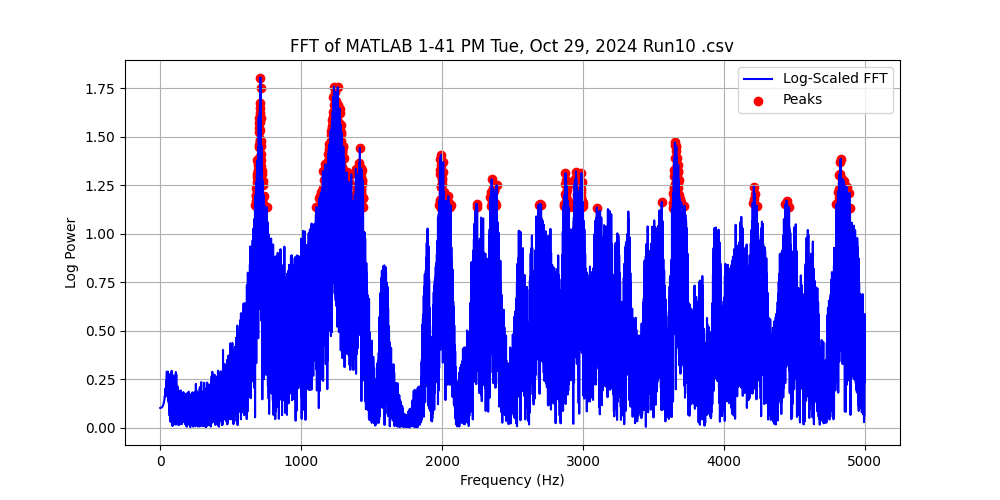 FFT of MATLAB 1-41 PM Tue, Oct 29, 2024 Run10 .csv
Log-Scaled FFT
Peaks
Log Power
1.75
1.50
1.25
1.00
0.75
0.50
0.25
0.00
0 1000 2000 3000 4000 5000
Frequency (Hz)